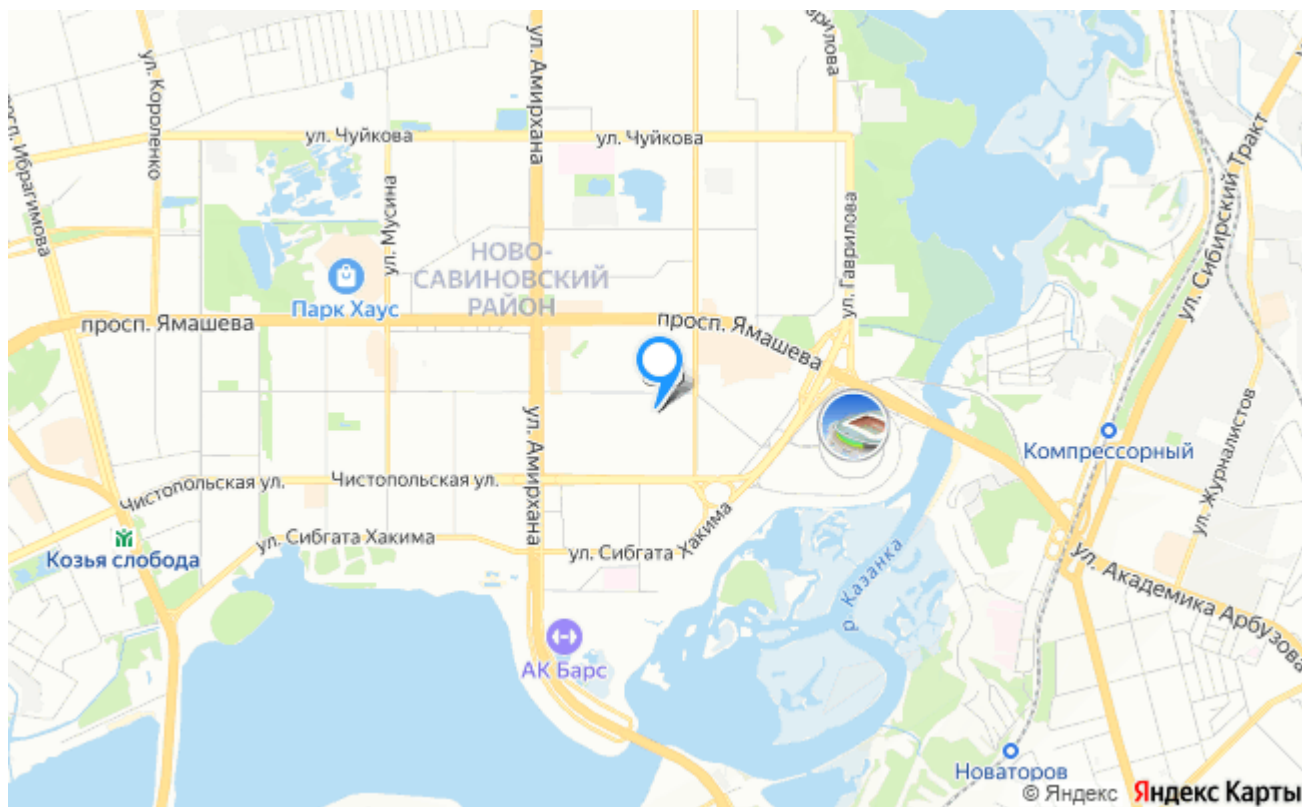 ул. Короленко
ул. Амирхана
Гаврилова
ул. Чуйкова
ул. Чуйкова
просп. Ибрагимова
ул. Мусина
ул. Гаврилова
ул. Сибирский Тракт
НОВО-
САВИНОВСКИЙ
РАЙОН
Парк Хаус
просп. Ямашева
просп. Ямашева
ул. Амирхана
Компрессорный
ул. Журналистов
Чистопольская ул.
Чистопольская ул.
Козья слобода
ул. Сибгата Хакима
ул. Сибгата Хакима
р. Казанка
ул. Академика Арбузова
АК Барс
Новаторов
© Яндекс Яндекс Карты